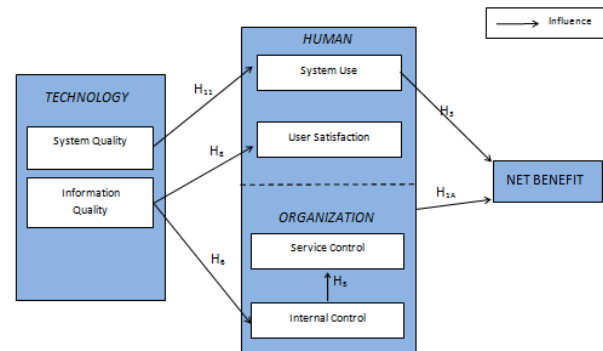 Influence
HUMAN
System Use
TECHNOLOGY
H₁₁
System Quality
H₃
User Satisfaction
H₈
Information
Quality
NET BENEFIT
H₁ₐ
ORGANIZATION
Service Control
H₆
H₅
Internal Control